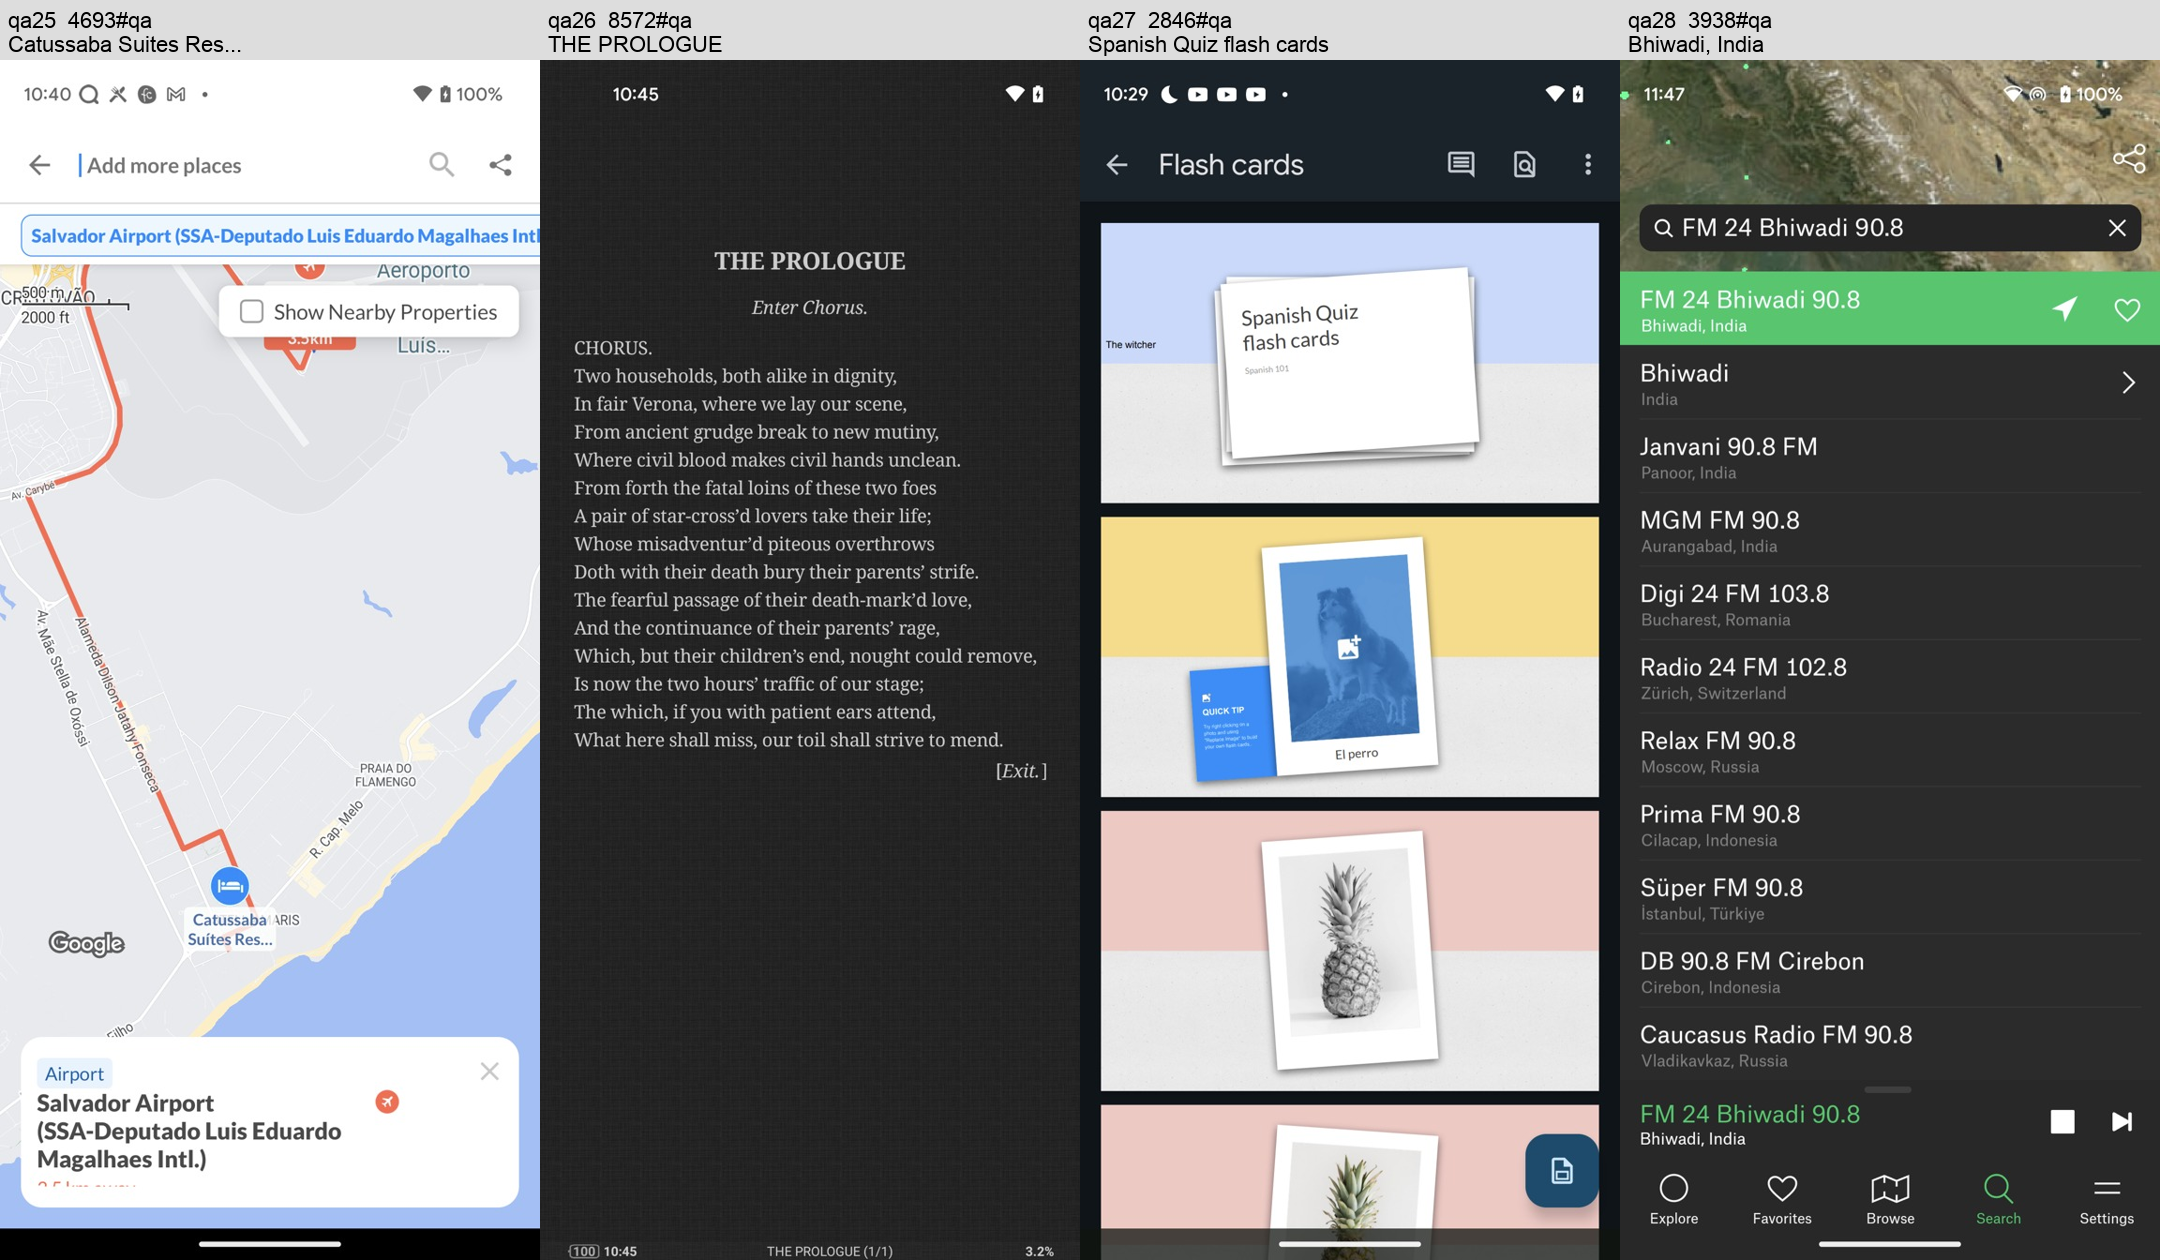 qa25 4693#qa
Catussaba Suites Res...
10:40
100%
Add more places
Salvador Airport (SSA-Deputado Luis Eduardo Magalhaes Intl
Aeroporto
500 m
2000 ft
Show Nearby Properties
3.5km
Luís...
Av. Carybé
Av. Mãe Stella de Oxóssi
Alameda Dilson Jatahy Fonseca
PRAIA DO
FLAMENGO
R. Cap. Melo
Catussaba
Suítes Res...
ARIS
Google
Filho
Airport
Salvador Airport
(SSA-Deputado Luis Eduardo
Magalhaes Intl.)
qa26 8572#qa
THE PROLOGUE
10:45
THE PROLOGUE
Enter Chorus.
CHORUS.
Two households, both alike in dignity,
In fair Verona, where we lay our scene,
From ancient grudge break to new mutiny,
Where civil blood makes civil hands unclean.
From forth the fatal loins of these two foes
A pair of star-cross’d lovers take their life;
Whose misadventur’d piteous overthrows
Doth with their death bury their parents’ strife.
The fearful passage of their death-mark’d love,
And the continuance of their parents’ rage,
Which, but their children’s end, nought could remove,
Is now the two hours’ traffic of our stage;
The which, if you with patient ears attend,
What here shall miss, our toil shall strive to mend.
[Exit.]
100 10:45
THE PROLOGUE (1/1)
3.2%
qa27 2846#qa
Spanish Quiz flash cards
10:29
Flash cards
Spanish Quiz
flash cards
The witcher
Spanish 101
QUICK TIP
El perro
qa28 3938#qa
Bhiwadi, India
11:47
100%
FM 24 Bhiwadi 90.8
FM 24 Bhiwadi 90.8
Bhiwadi, India
Bhiwadi
India
Janvani 90.8 FM
Panoor, India
MGM FM 90.8
Aurangabad, India
Digi 24 FM 103.8
Bucharest, Romania
Radio 24 FM 102.8
Zürich, Switzerland
Relax FM 90.8
Moscow, Russia
Prima FM 90.8
Cilacap, Indonesia
Süper FM 90.8
İstanbul, Türkiye
DB 90.8 FM Cirebon
Cirebon, Indonesia
Caucasus Radio FM 90.8
Vladikavkaz, Russia
FM 24 Bhiwadi 90.8
Bhiwadi, India
Explore
Favorites
Browse
Search
Settings